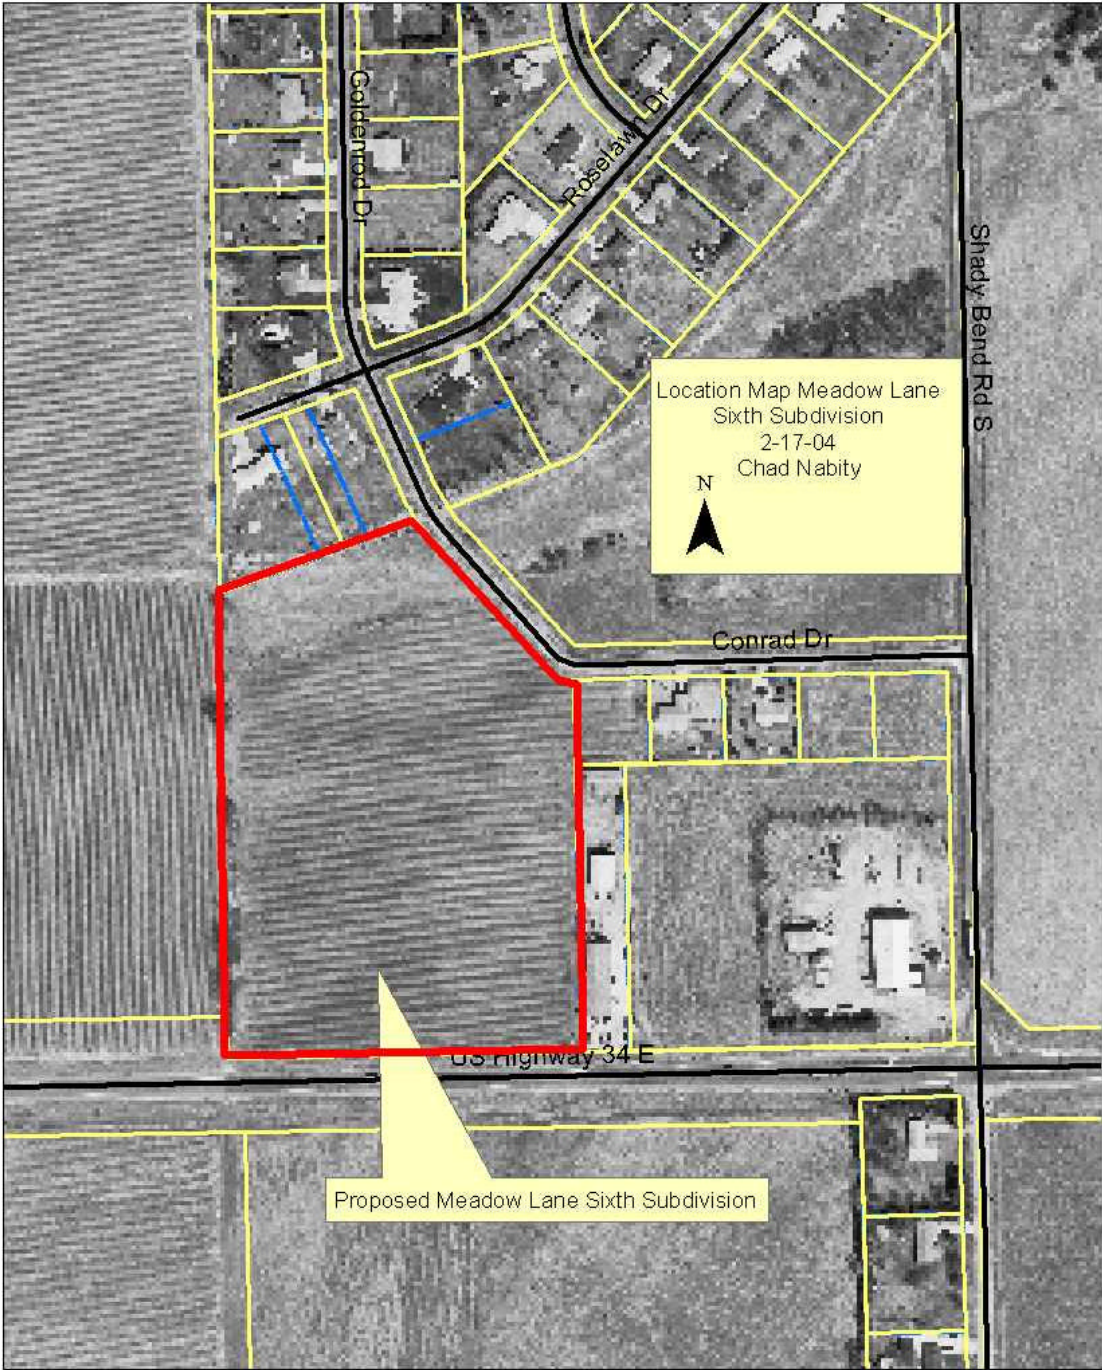 Goldenrod Dr
Roselawn Dr
Shady Bend Rd S
Location Map Meadow Lane
Sixth Subdivision
2-17-04
Chad Nabity
N
Conrad Dr
US Highway 34 E
Proposed Meadow Lane Sixth Subdivision